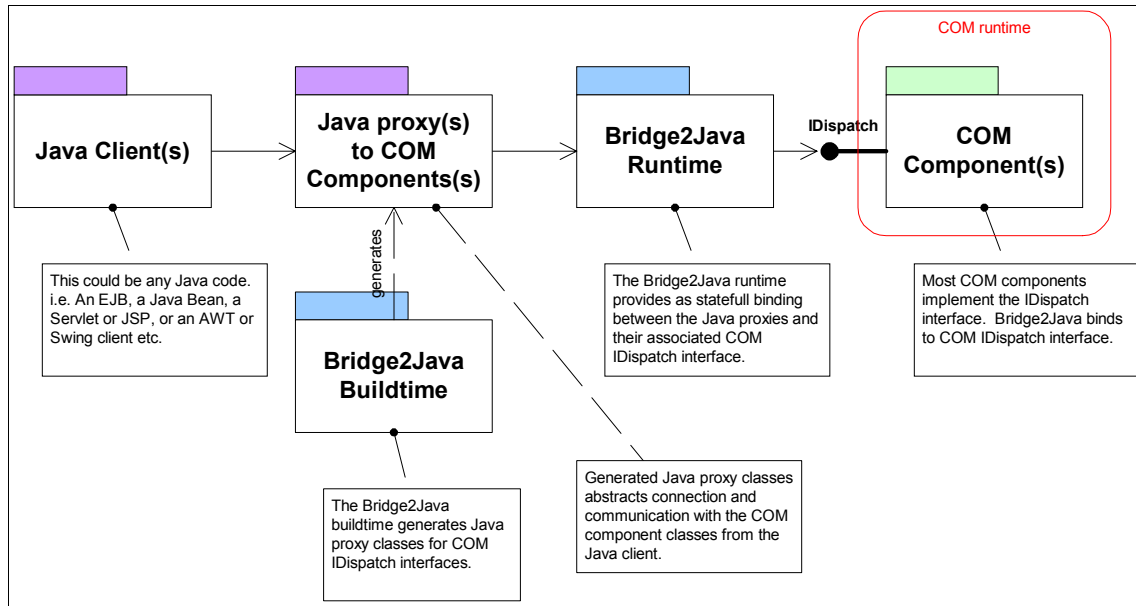 COM runtime
Java Client(s)
Java proxy(s)
to COM
Components(s)
Bridge2Java
Runtime
IDispatch
COM
Component(s)
generates
This could be any Java code.
i.e. An EJB, a Java Bean, a
Servlet or JSP, or an AWT or
Swing client etc.
Bridge2Java
Buildtime
The Bridge2Java runtime
provides as statefull binding
between the Java proxies and
their associated COM
IDispatch interface.
Most COM components
implement the IDispatch
interface.  Bridge2Java binds
to COM IDispatch interface.
The Bridge2Java
buildtime generates Java
proxy classes for COM
IDispatch interfaces.
Generated Java proxy classes
abstracts connection and
communication with the COM
component classes from the
Java client.